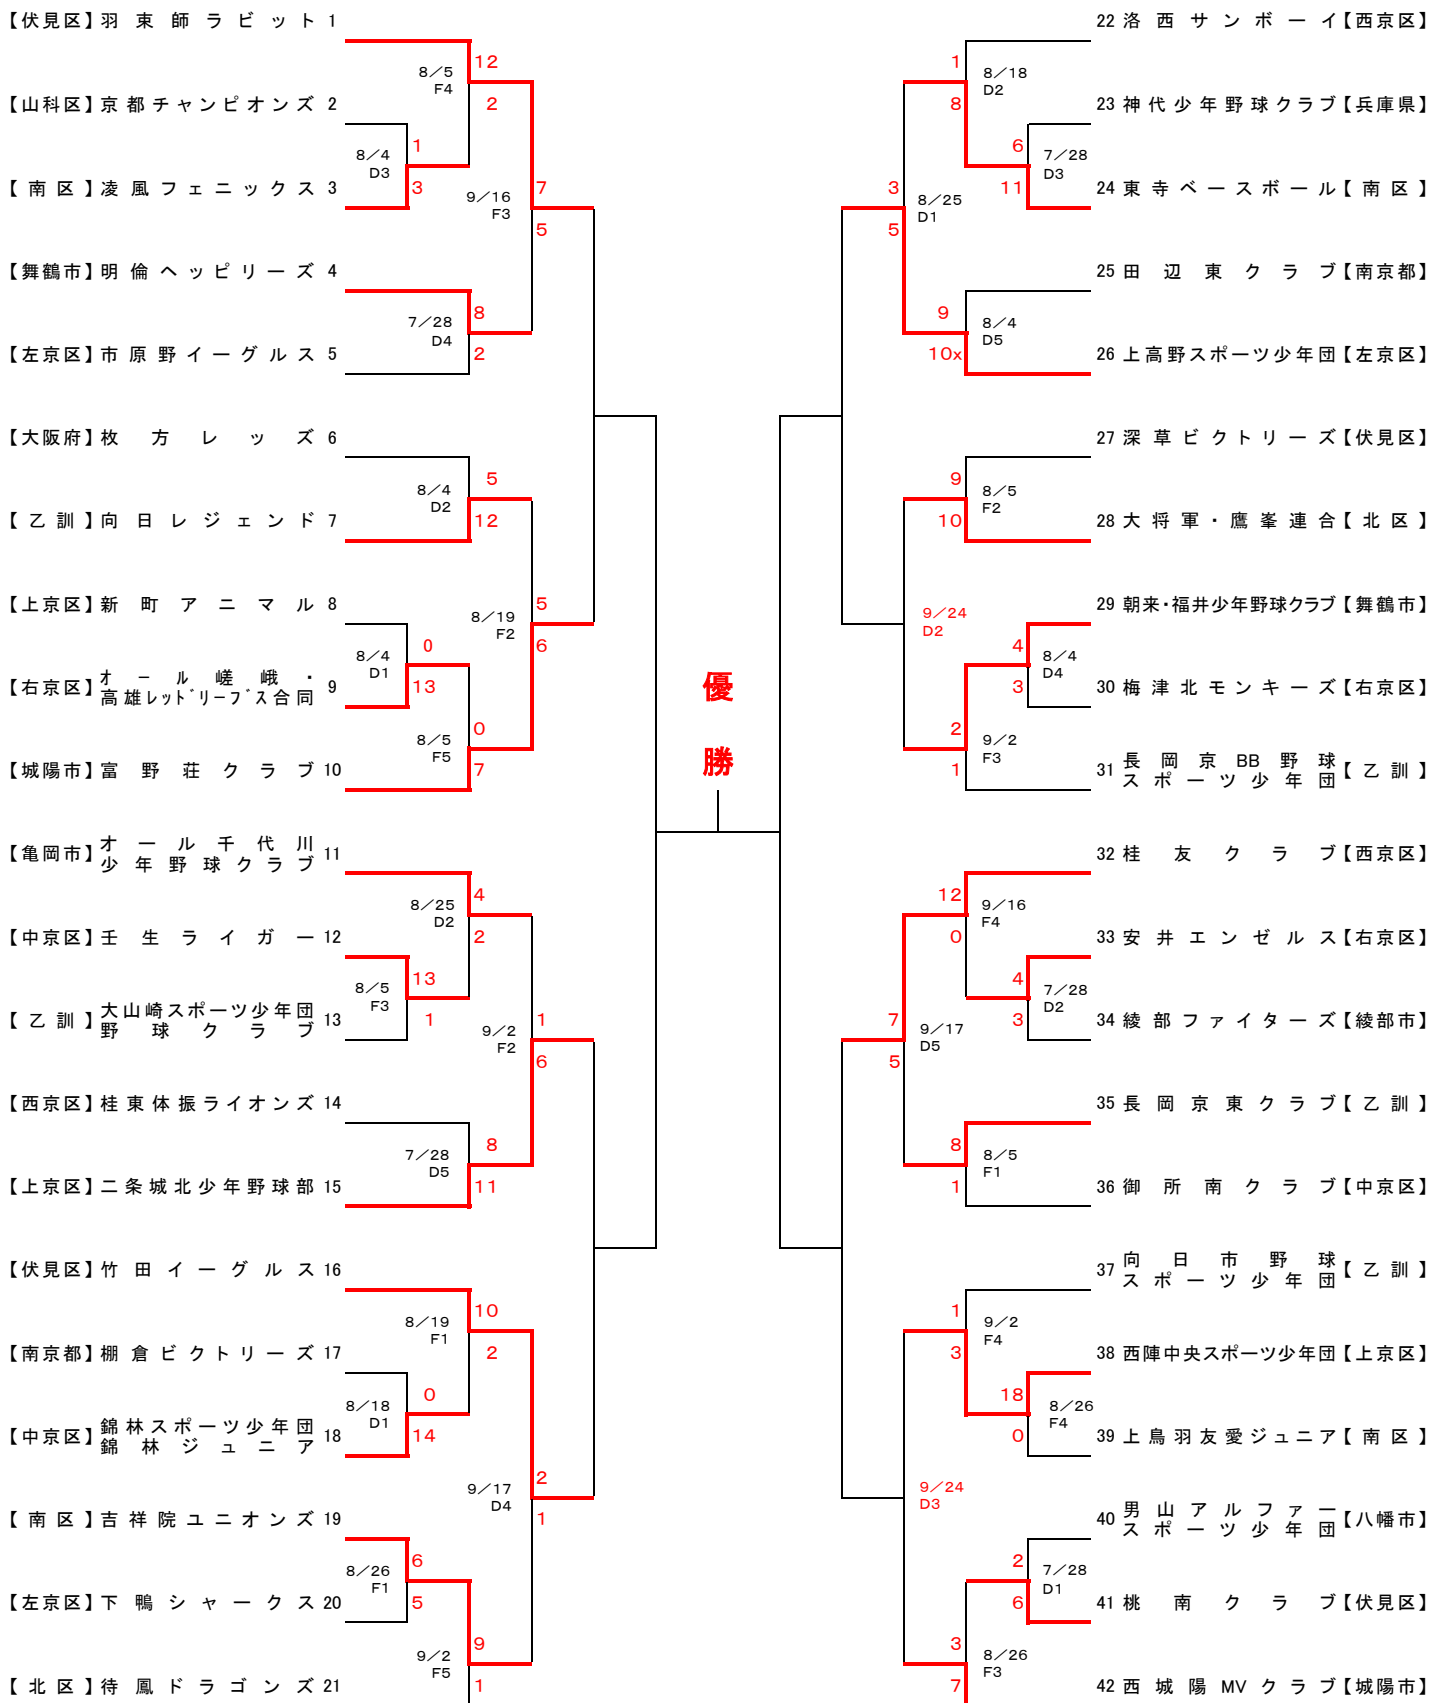 【伏見区】羽束師ラビット 1
12
8/5
F4
2
【山科区】京都チャンピオンズ 2
1
8/4
D3
3
【南区】凌風フェニックス 3
9/16
F3
7
5
【舞鶴市】明倫ヘッピリーズ 4
8
7/28
D4
2
【左京区】市原野イーグルス 5
【大阪府】枚方レッズ 6
5
8/4
D2
12
【乙訓】向日レジェンド 7
【上京区】新町アニマル 8
8/19
F2
5
6
0
8/4
D1
13
【右京区】オール嵯峨・
高雄レッドリーブス合同 9
0
8/5
F5
7
【城陽市】富野荘クラブ 10
【亀岡市】オール千代川
少年野球クラブ 11
4
8/25
D2
2
【中京区】壬生ライガー 12
13
8/5
F3
1
【乙訓】大山崎スポーツ少年団
野球クラブ 13
9/2
F2
1
6
【西京区】桂東体振ライオンズ 14
8
7/28
D5
11
【上京区】二条城北少年野球部 15
【伏見区】竹田イーグルス 16
10
8/19
F1
2
【南京都】棚倉ビクトリーズ 17
0
8/18
D1
14
【中京区】錦林スポーツ少年団
錦林ジュニア 18
9/17
D4
2
1
【南区】吉祥院ユニオンズ 19
6
8/26
F1
5
【左京区】下鴨シャークス 20
9
9/2
F5
1
【北区】待鳳ドラゴンズ 21
優
勝
22 洛西サンボーイ【西京区】
1
8/18
D2
8
23 神代少年野球クラブ【兵庫県】
6
7/28
D3
11
24 東寺ベースボール【南区】
3
8/25
D1
5
25 田辺東クラブ【南京都】
9
8/4
D5
10x
26 上高野スポーツ少年団【左京区】
27 深草ビクトリーズ【伏見区】
9
8/5
F2
10
28 大将軍・鷹峯連合【北区】
29 朝来・福井少年野球クラブ【舞鶴市】
9/24
D2
4
8/4
D4
3
30 梅津北モンキーズ【右京区】
2
9/2
F3
1
31 長岡京BB野球
スポーツ少年団【乙訓】
32 桂友クラブ【西京区】
12
9/16
F4
0
33 安井エンゼルス【右京区】
4
7/28
D2
3
34 綾部ファイターズ【綾部市】
7
9/17
D5
5
35 長岡京東クラブ【乙訓】
8
8/5
F1
1
36 御所南クラブ【中京区】
37 向日市野球
スポーツ少年団【乙訓】
1
9/2
F4
3
38 西陣中央スポーツ少年団【上京区】
18
8/26
F4
0
39 上鳥羽友愛ジュニア【南区】
9/24
D3
40 男山アルファー
スポーツ少年団【八幡市】
2
7/28
D1
6
41 桃南クラブ【伏見区】
3
8/26
F3
7
42 西城陽MVクラブ【城陽市】